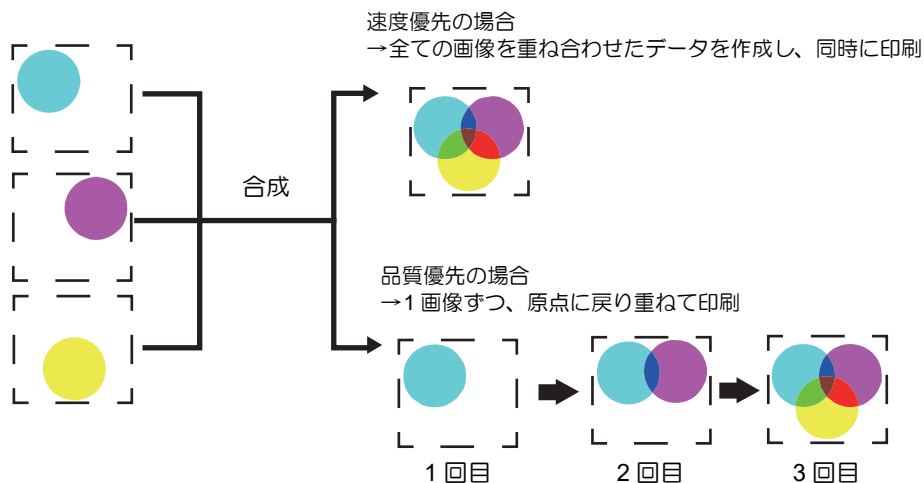 速度優先の場合
→全ての画像を重ね合わせたデータを作成し、同時に印刷
合成
品質優先の場合
→1 画像ずつ、原点に戻り重ねて印刷
1 回目
2 回目
3 回目